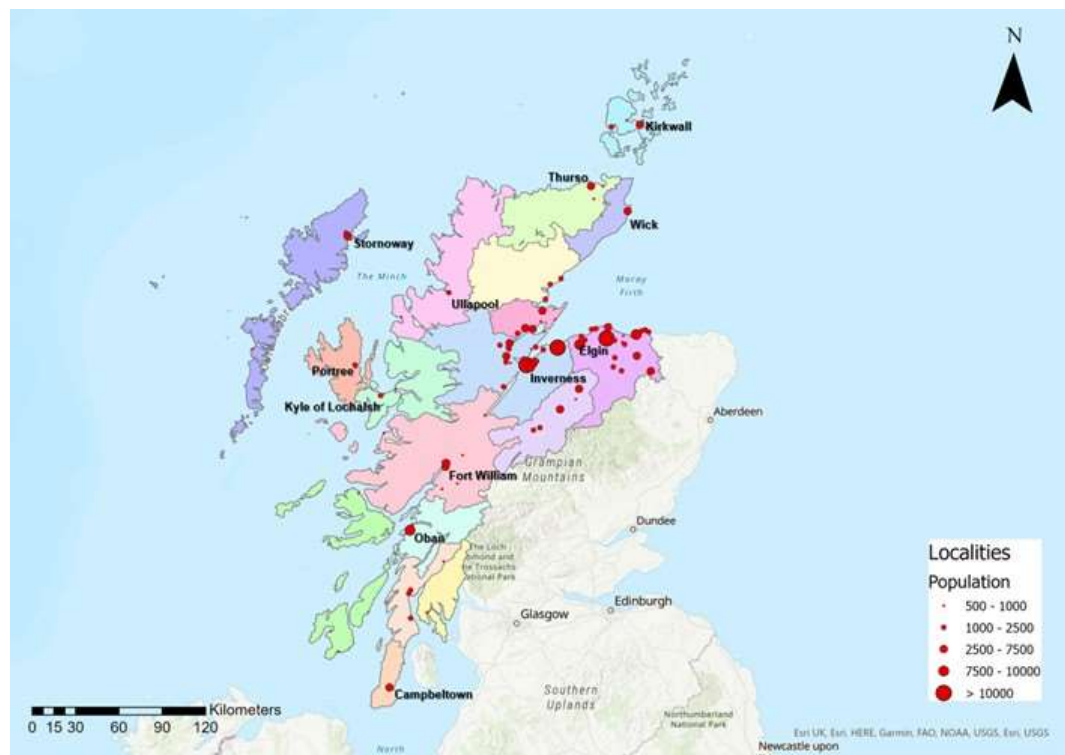 N
Kirkwall
Thurso
Wick
Stornoway
The Minch
Moray
Firth
Ullapool
Elgin
Portree
Inverness
Kyle of Lochalsh
Aberdeen
Fort William
Grampian
Mountains
Oban
Dundee
The Loch
Lomond and
The Trossachs
National Park
Localities
Population
500 - 1000
1000 - 2500
2500 - 7500
7500 - 10000
> 10000
Glasgow
Edinburgh
Campbeltown
Southern
Uplands
Kilometers
0 15 30 60 90 120
Northumberland
National Park
Esri UK, Esri, HERE, Garmin, FAO, NOAA, USGS, Esri, USGS
North
Newcastle upon